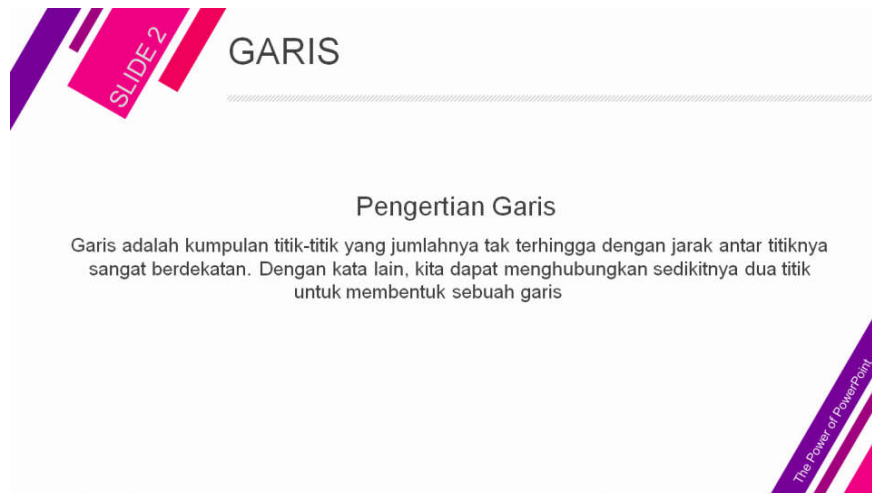 SLIDE 2
GARIS
Pengertian Garis
Garis adalah kumpulan titik-titik yang jumlahnya tak terhingga dengan jarak antar titiknya
sangat berdekatan. Dengan kata lain, kita dapat menghubungkan sedikitnya dua titik
untuk membentuk sebuah garis
The Power of PowerPoint